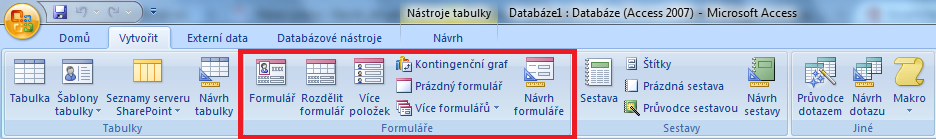 Nástroje tabulky
Databáze1 : Databáze (Access 2007) - Microsoft Access
Domů Vytvořit Externí data Databázové nástroje Návrh
Tabulka
Šablony
tabulky
Seznamy serveru
SharePoint
Návrh
tabulky
Tabulky
Formulář
Rozdělit
formulář
Více
položek
Kontingenční graf
Prázdný formulář
Více formulářů
Návrh
formuláře
Formuláře
Sestava
Štítky
Prázdná sestava
Průvodce sestavou
Návrh
sestavy
Sestavy
Průvodce
dotazem
Návrh
dotazu
Makro
Jiné